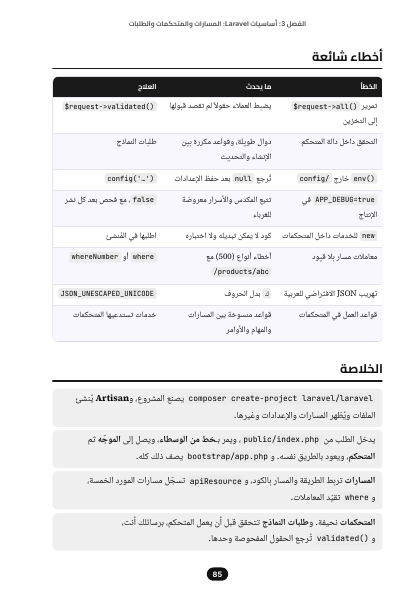 الفصل 3: أساسيات Laravel: المسارات والمتحكمات والطلبات
أخطاء شائعة
الخطأ ما يحدث العلاج
تمرير $request->all() يضبط العملاء حقولاً لم تقصد قبولها $request->validated()
إلى التخزين
التحقق داخل دالة المتحكم دوال طويلة، وقواعد مكررة بين طلبات النماذج
الإنشاء والتحديث
env() خارج config/ تُرجع null بعد حفظ الإعدادات config('…')
APP_DEBUG=true في تتبع المكدس والأسرار معروضة false، مع فحص بعد كل نشر
الإنتاج للغرباء
new للخدمات داخل المتحكمات كود لا يمكن تبديله ولا اختباره اطلبها في المُنشئ
معاملات مسار بلا قيود أخطاء أنواع (500) مع where أو whereNumber
/products/abc
تهريب JSON الافتراضي للعربية بدل الحروف JSON_UNESCAPED_UNICODE
قواعد العمل في المتحكمات قواعد منسوخة بين المسارات خدمات تستدعيها المتحكمات
والمهام والأوامر
الخلاصة
composer create-project laravel/laravel يصنع المشروع، وArtisan يُنشئ
الملفات ويُظهر المسارات والإعدادات وغيرها.
يدخل الطلب من public/index.php، ويمر بـخط من الوسطاء، ويصل إلى الموجّه ثم
المتحكم، ويعود بالطريق نفسه. و bootstrap/app.php يصف ذلك كله.
المسارات تربط الطريقة والمسار بالكود، و apiResource تسجّل مسارات المورد الخمسة،
و where تقيّد المعاملات.
المتحكمات نحيفة. وطلبات النماذج تتحقق قبل أن يعمل المتحكم، برسائلك أنت،
و validated() تُرجع الحقول المفحوصة وحدها.
85